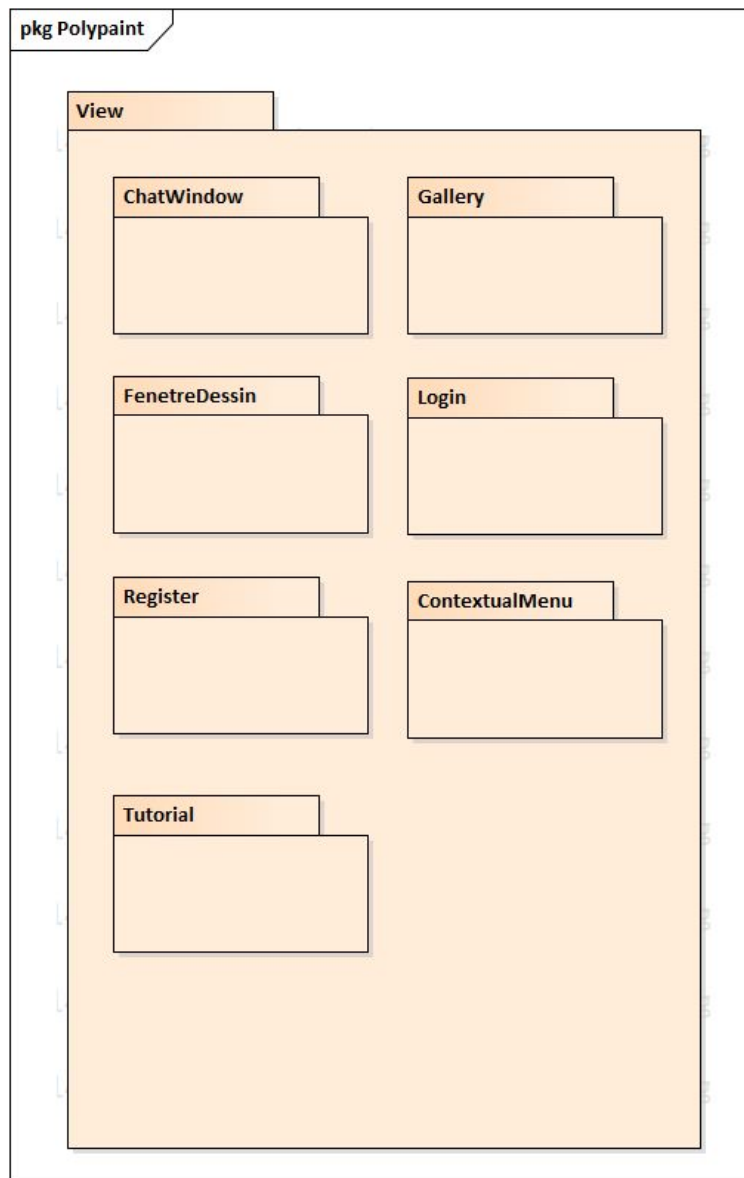 pkg Polypaint
View
ChatWindow
Gallery
FenetreDessin
Login
Register
ContextualMenu
Tutorial